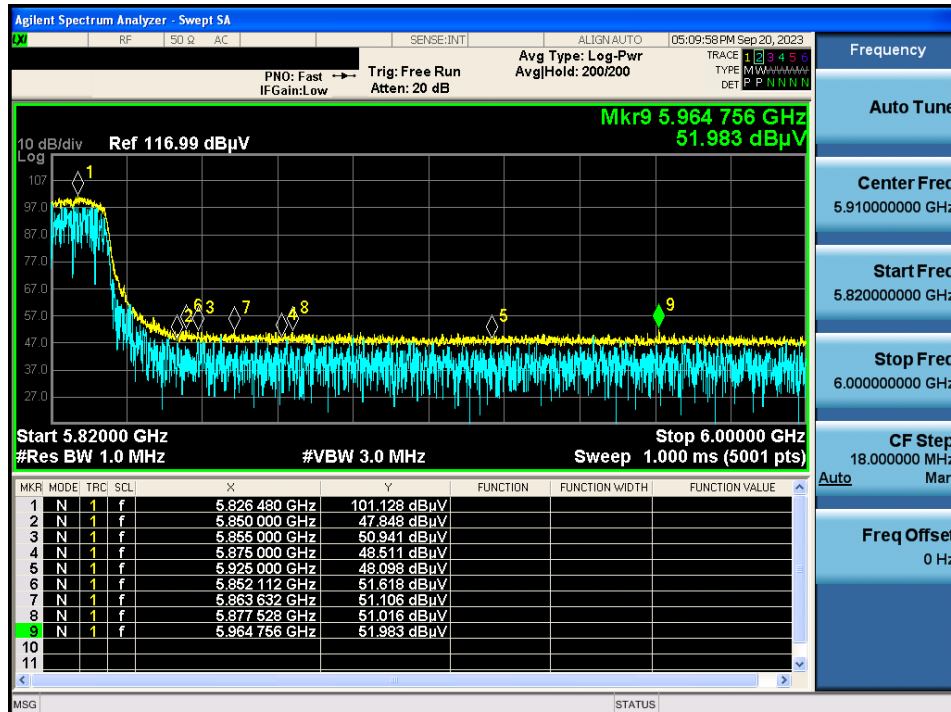 Agilent Spectrum Analyzer - Swept SA
LXI RF 50 Ω AC SENSE:INT ALIGN AUTO 05:09:58 PM Sep 20, 2023
PNO: Fast Trig: Free Run Avg Type: Log-Pwr TRACE 1 2 3 4 5 6
IFGain:Low Atten: 20 dB Avg|Hold: 200/200 TYPE M
DET P P N N N N
Mkr9 5.964 756 GHz
51.983 dBµV
10 dB/div Ref 116.99 dBµV
Log
107
97.0
87.0
77.0
67.0
57.0
47.0
37.0
27.0
1
2 6 3 7 4 8 5 9
Start 5.82000 GHz Stop 6.00000 GHz
#Res BW 1.0 MHz #VBW 3.0 MHz Sweep 1.000 ms (5001 pts)
MKR MODE TRC SCL X Y FUNCTION FUNCTION WIDTH FUNCTION VALUE
1 N 1 f 5.826 480 GHz 101.128 dBµV
2 N 1 f 5.850 000 GHz 47.848 dBµV
3 N 1 f 5.855 000 GHz 50.941 dBµV
4 N 1 f 5.875 000 GHz 48.511 dBµV
5 N 1 f 5.925 000 GHz 48.098 dBµV
6 N 1 f 5.852 112 GHz 51.618 dBµV
7 N 1 f 5.863 632 GHz 51.106 dBµV
8 N 1 f 5.877 528 GHz 51.016 dBµV
9 N 1 f 5.964 756 GHz 51.983 dBµV
10
11
MSG STATUS
Frequency
Auto Tune
Center Freq
5.910000000 GHz
Start Freq
5.820000000 GHz
Stop Freq
6.000000000 GHz
CF Step
18.000000 MHz
Auto Man
Freq Offset
0 Hz